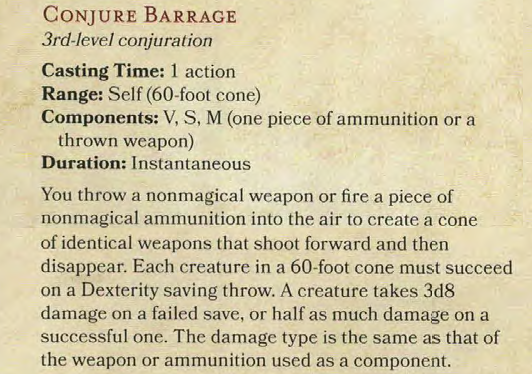 CONJURE BARRAGE
3rd-level conjuration
Casting Time: 1 action
Range: Self (60-foot cone)
Components: V, S, M (one piece of ammunition or a
thrown weapon)
Duration: Instantaneous
You throw a nonmagical weapon or fire a piece of
nonmagical ammunition into the air to create a cone
of identical weapons that shoot forward and then
disappear. Each creature in a 60-foot cone must succeed
on a Dexterity saving throw. A creature takes 3d8
damage on a failed save, or half as much damage on a
successful one. The damage type is the same as that of
the weapon or ammunition used as a component.